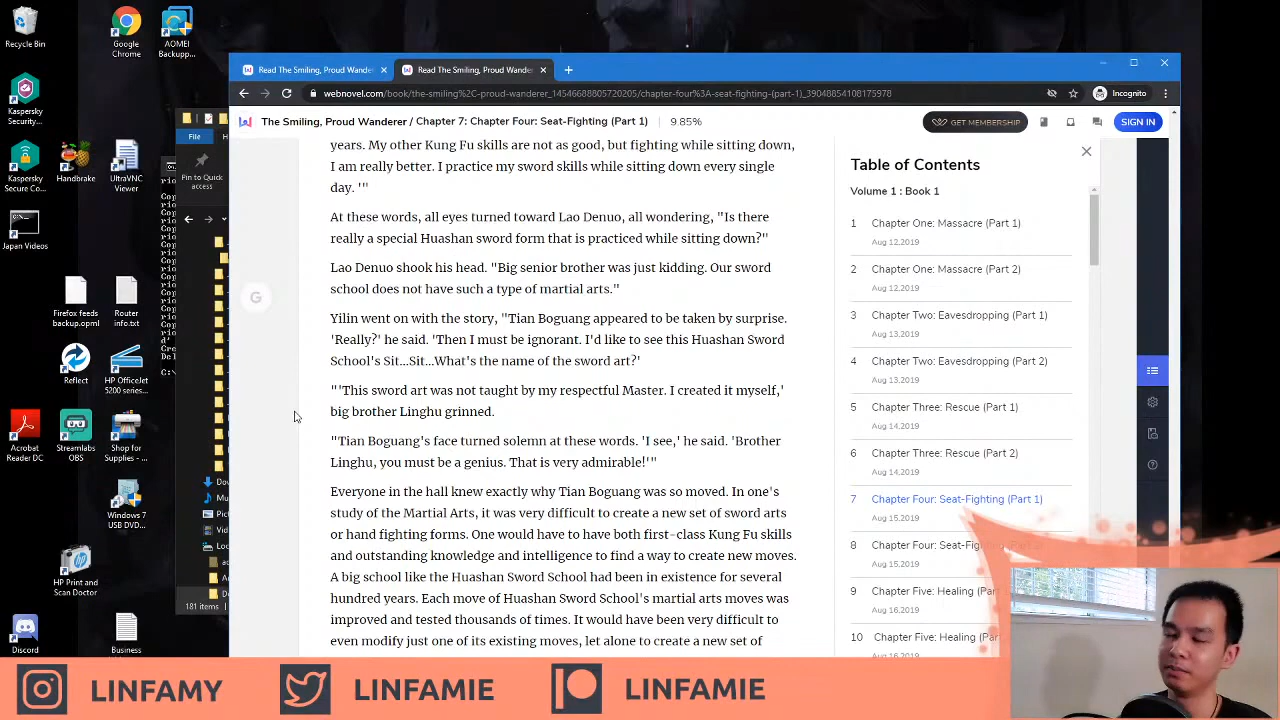 Recycle Bin
Google
Chrome
AOMEI
Backupp...
Kaspersky
Security...
Kaspersky
Secure Co...
Handbrake
UltraVNC
Viewer
Japan Videos
Firefox feeds
backup.opml
Router
info.txt
Reflect
HP OfficeJet
5200 series...
Acrobat
Reader DC
Streamlabs
OBS
Shop for
Supplies - ...
Windows 7
USB DVD...
HP Print and
Scan Doctor
Discord
Business
File
Pin to Quick
access
181 items
Read The Smiling, Proud Wander
Read The Smiling, Proud Wande
webnovel.com/book/the-smiling%2C-proud-wanderer_14546688705720205/chapter-four%3A-seat-fighting-(part-1)_39048854108175978
Incognito
The Smiling, Proud Wanderer / Chapter 7: Chapter Four: Seat-Fighting (Part 1)
9.85%
GET MEMBERSHIP
SIGN IN
years. My other Kung Fu skills are not as good, but fighting while sitting down,
I am really better. I practice my sword skills while sitting down every single
day. '"
At these words, all eyes turned toward Lao Denuo, all wondering, "Is there
really a special Huashan sword form that is practiced while sitting down?"
Lao Denuo shook his head. "Big senior brother was just kidding. Our sword
school does not have such a type of martial arts."
Yilin went on with the story, "Tian Boguang appeared to be taken by surprise.
'Really?' he said. 'Then I must be ignorant. I'd like to see this Huashan Sword
School's Sit...Sit...What's the name of the sword art?'
"'This sword art was not taught by my respectful Master. I created it myself,'
big brother Linghu grinned.
"Tian Boguang's face turned solemn at these words. 'I see,' he said. 'Brother
Linghu, you must be a genius. That is very admirable!'"
Everyone in the hall knew exactly why Tian Boguang was so moved. In one's
study of the Martial Arts, it was very difficult to create a new set of sword arts
or hand fighting forms. One would have to have both first-class Kung Fu skills
and outstanding knowledge and intelligence to find a way to create new moves.
A big school like the Huashan Sword School had been in existence for several
hundred years. Each move of Huashan Sword School's martial arts moves was
improved and tested thousands of times. It would have been very difficult to
even modify just one of its existing moves, let alone to create a new set of
G
Table of Contents
Volume 1 : Book 1
1 Chapter One: Massacre (Part 1)
Aug 12,2019
2 Chapter One: Massacre (Part 2)
Aug 12,2019
3 Chapter Two: Eavesdropping (Part 1)
Aug 13,2019
4 Chapter Two: Eavesdropping (Part 2)
Aug 13,2019
5 Chapter Three: Rescue (Part 1)
Aug 14,2019
6 Chapter Three: Rescue (Part 2)
Aug 14,2019
7 Chapter Four: Seat-Fighting (Part 1)
Aug 15,2019
8 Chapter Four: Seat-Fig
Aug 15,2019
9 Chapter Five: Healing (Pa
Aug 16,2019
10 Chapter Five: Healing (Par
Aug 16,2019
LINFAMY
LINFAMIE
LINFAMIE